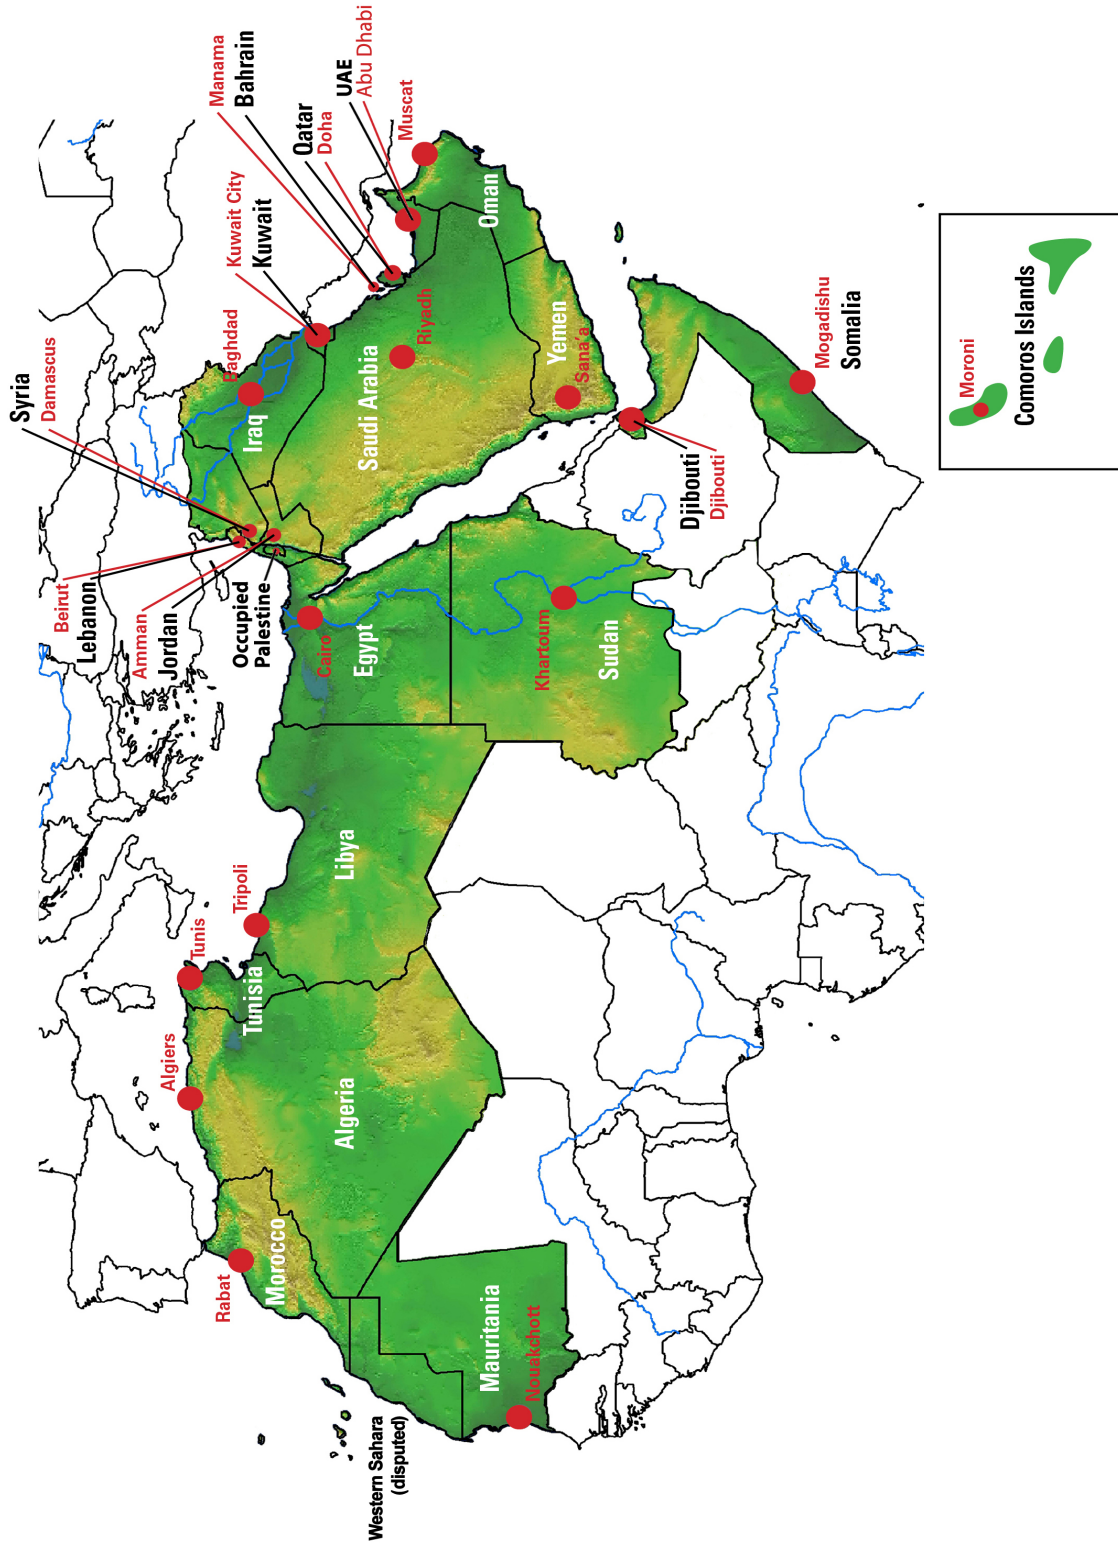 Syria
Damascus
Beirut
Lebanon
Amman
Jordan
Occupied
Palestine
Baghdad
Iraq
Kuwait City
Kuwait
Manama
Bahrain
Qatar
Doha
UAE
Abu Dhabi
Muscat
Oman
Riyadh
Saudi Arabia
Yemen
Sana'a
Rabat
Morocco
Algiers
Algeria
Tunis
Tunisia
Tripoli
Libya
Cairo
Egypt
Khartoum
Sudan
Djibouti
Djibouti
Mogadishu
Somalia
Western Sahara
(disputed)
Mauritania
Nouakchott
Moroni
Comoros Islands